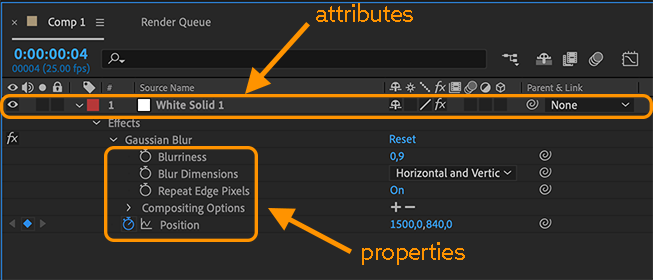 attributes
Comp 1 Render Queue
0:00:00:04
00004 (25.00 fps)
# Source Name Parent & Link
1 White Solid 1 fx None
Effects
fx Gaussian Blur Reset
Blurriness 0,9
Blur Dimensions Horizontal and Vertic
Repeat Edge Pixels On
Compositing Options + −
Position 1500,0,840,0
properties